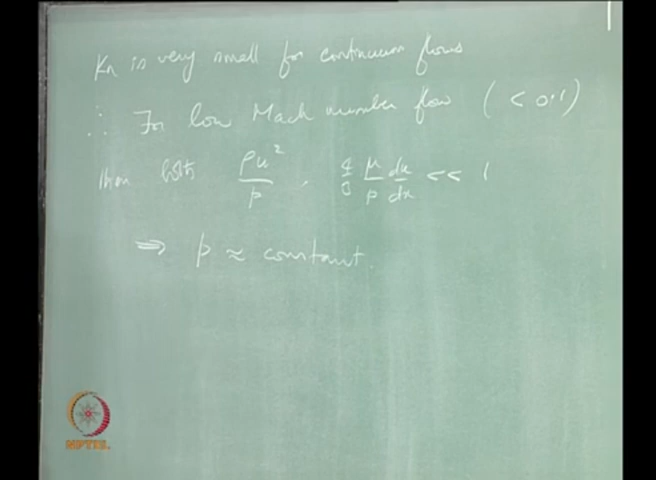 Kn is very small for continuum flows
∴ For low Mach number flow ( < 0.1)
then both ρu²/p , 4/3 μ/p du/dx << 1
⇒ p ≈ constant.
NPTEL